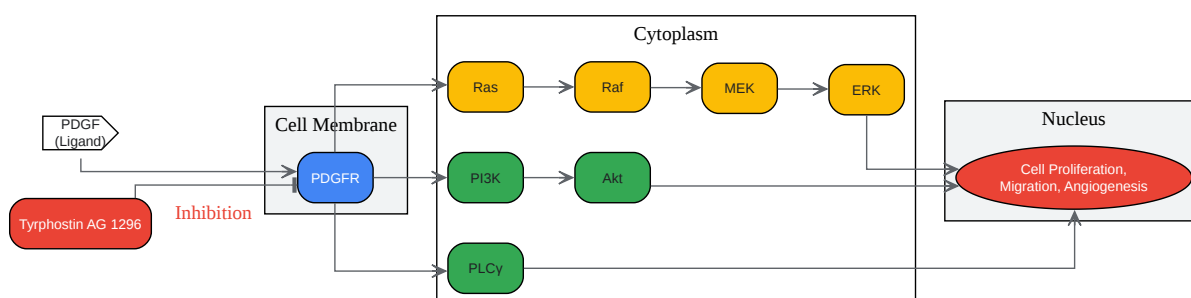 Cytoplasm
Ras
Raf
MEK
ERK
PDGF
(Ligand)
Cell Membrane
Nucleus
PDGFR
PI3K
Akt
Cell Proliferation,
Migration, Angiogenesis
Tyrphostin AG 1296
Inhibition
PLCγ